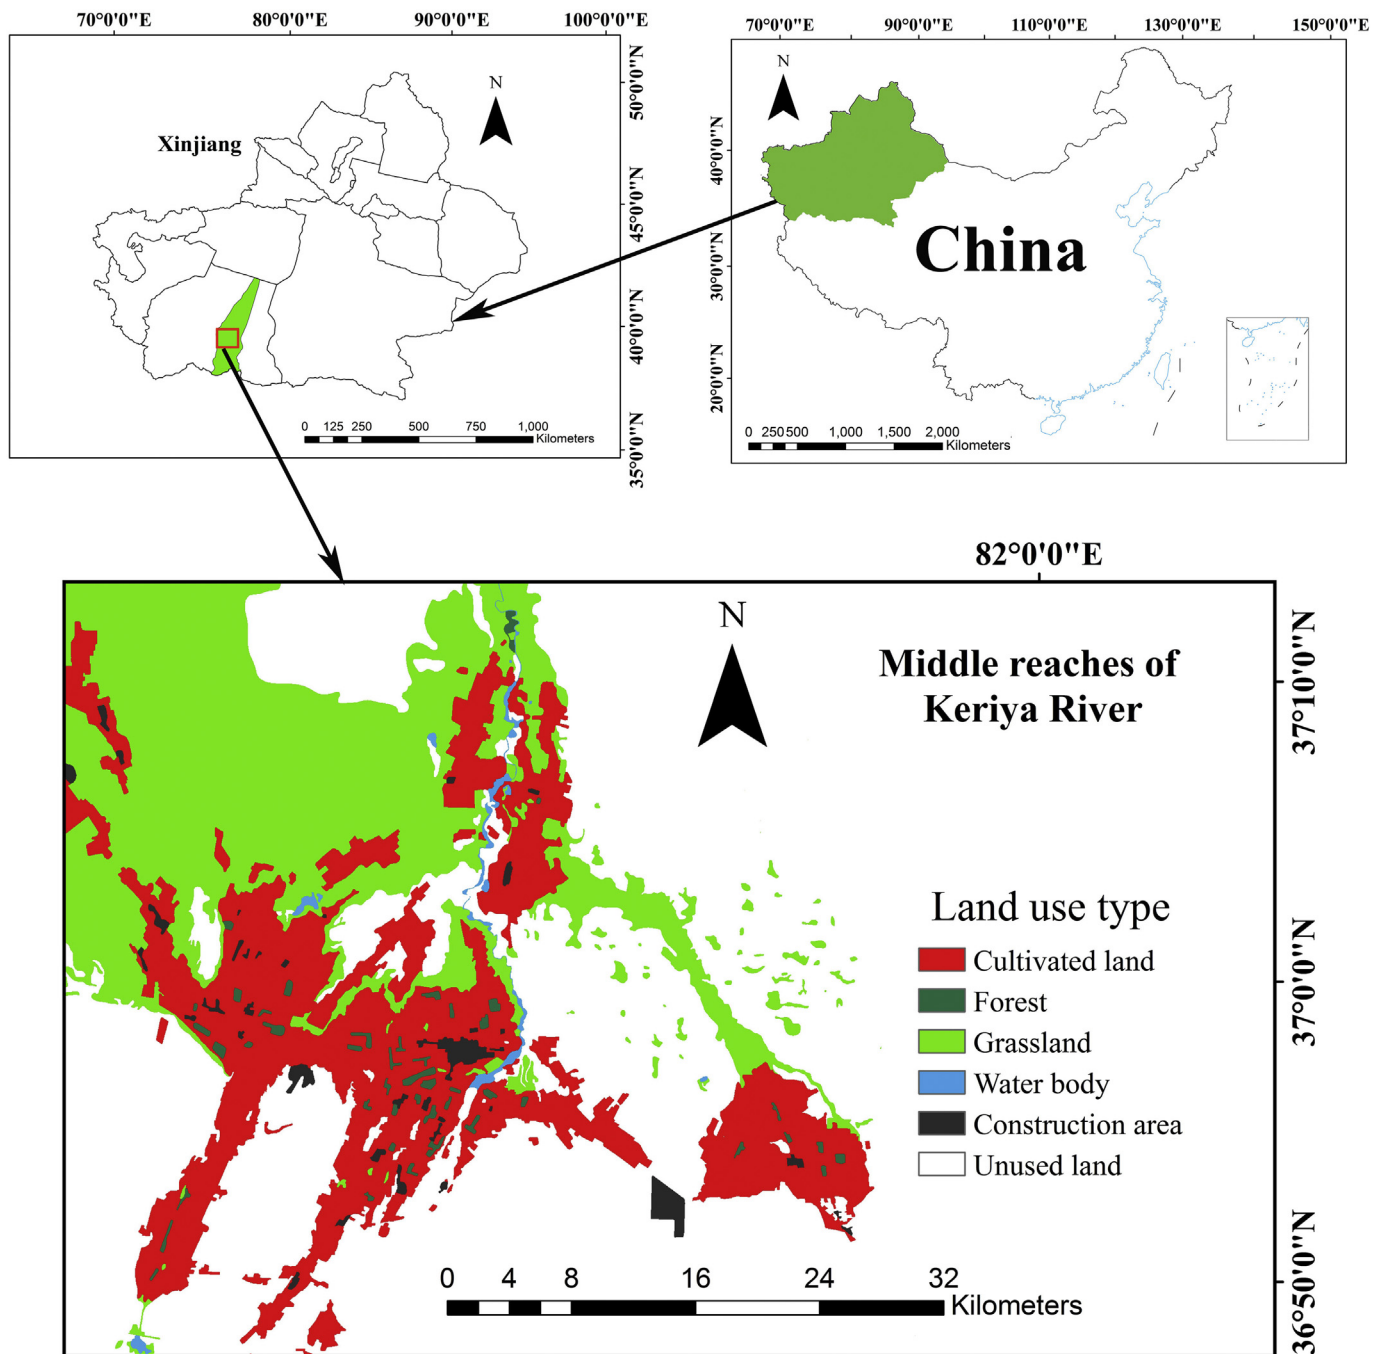 70°0'0"E 80°0'0"E 90°0'0"E 100°0'0"E
50°0'0"N
45°0'0"N
40°0'0"N
35°0'0"N
N
Xinjiang
0 125 250 500 750 1,000
Kilometers
70°0'0"E 90°0'0"E 110°0'0"E 130°0'0"E 150°0'0"E
40°0'0"N
30°0'0"N
20°0'0"N
N
China
0 250 500 1,000 1,500 2,000
Kilometers
82°0'0"E
37°10'0"N
37°0'0"N
36°50'0"N
N
Middle reaches of
Keriya River
Land use type
Cultivated land
Forest
Grassland
Water body
Construction area
Unused land
0 4 8 16 24 32
Kilometers